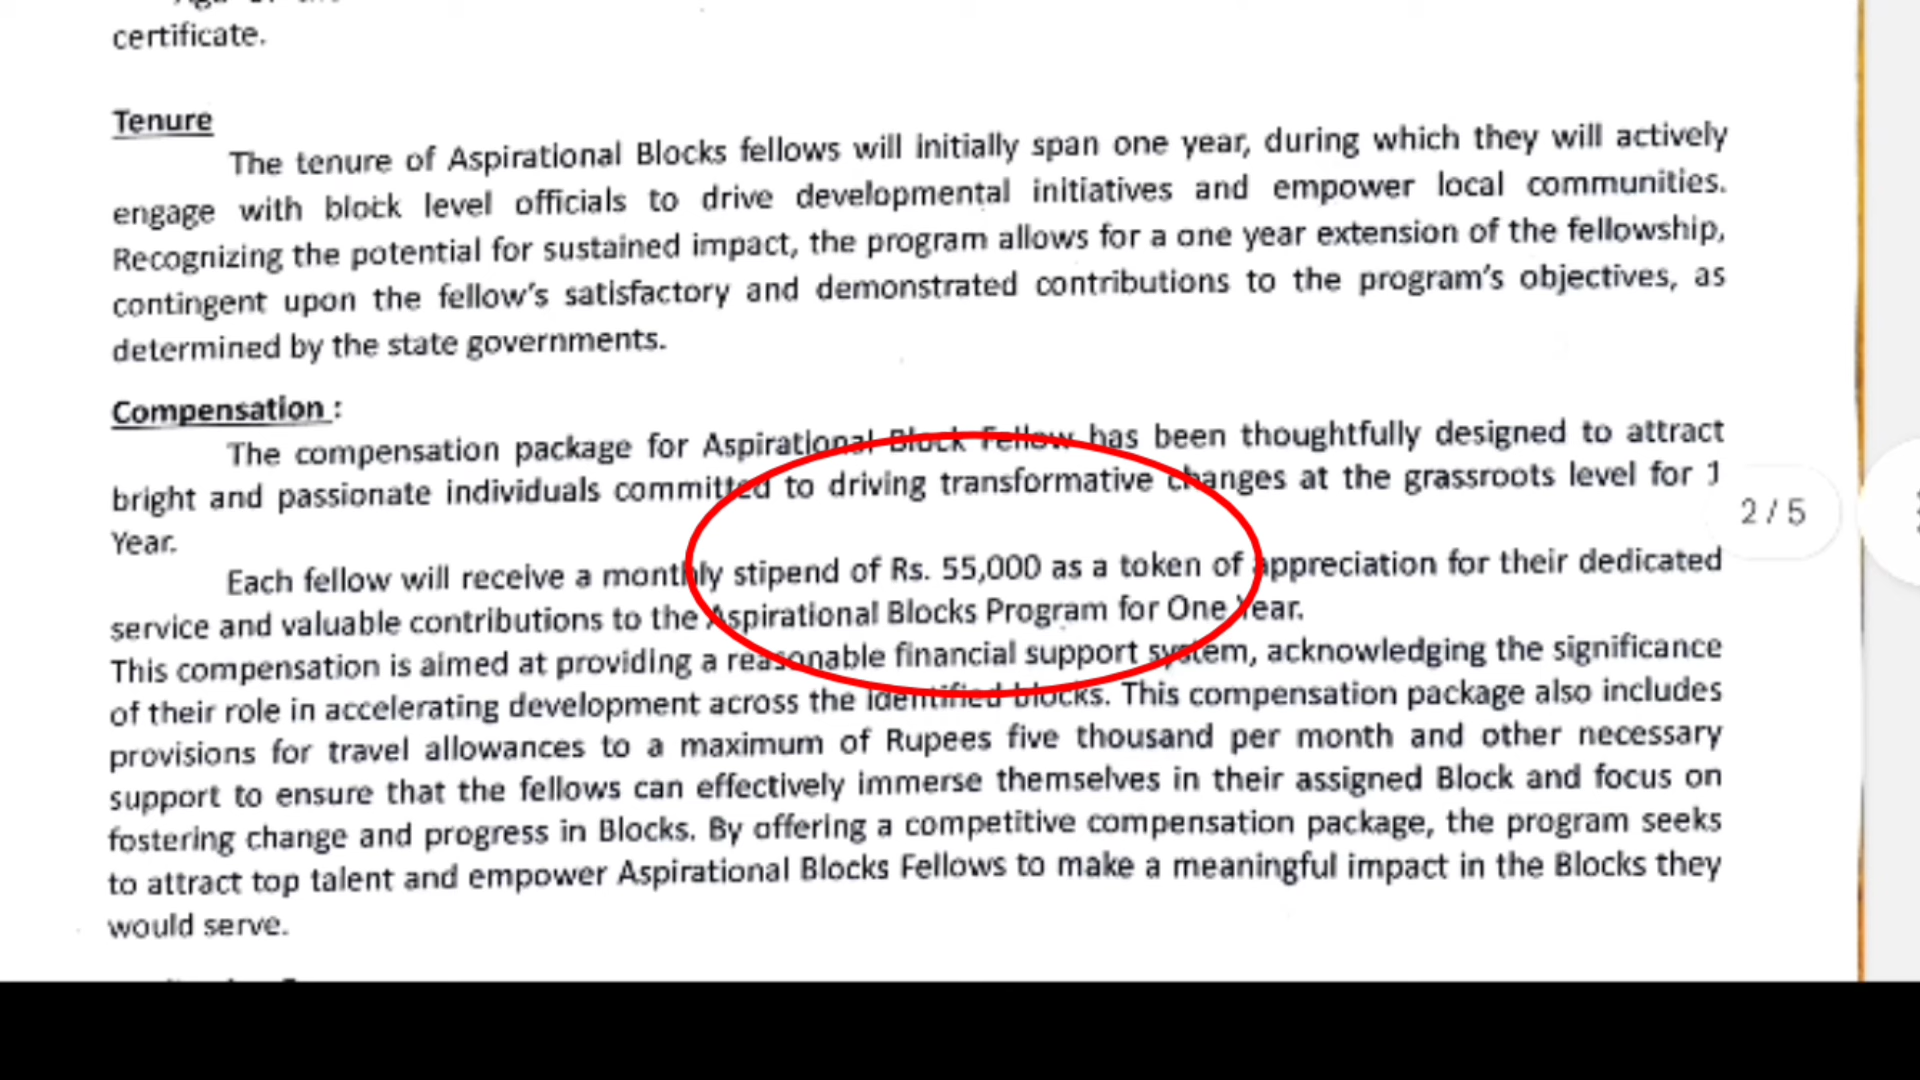 certificate.
Tenure
The tenure of Aspirational Blocks fellows will initially span one year, during which they will actively
engage with block level officials to drive developmental initiatives and empower local communities.
Recognizing the potential for sustained impact, the program allows for a one year extension of the fellowship,
contingent upon the fellow's satisfactory and demonstrated contributions to the program's objectives, as
determined by the state governments.
Compensation :
The compensation package for Aspirational Block Fellow has been thoughtfully designed to attract
bright and passionate individuals committed to driving transformative changes at the grassroots level for 1
Year.
Each fellow will receive a monthly stipend of Rs. 55,000 as a token of appreciation for their dedicated
service and valuable contributions to the Aspirational Blocks Program for One Year.
This compensation is aimed at providing a reasonable financial support system, acknowledging the significance
of their role in accelerating development across the identified blocks. This compensation package also includes
provisions for travel allowances to a maximum of Rupees five thousand per month and other necessary
support to ensure that the fellows can effectively immerse themselves in their assigned Block and focus on
fostering change and progress in Blocks. By offering a competitive compensation package, the program seeks
to attract top talent and empower Aspirational Blocks Fellows to make a meaningful impact in the Blocks they
would serve.
2 / 5